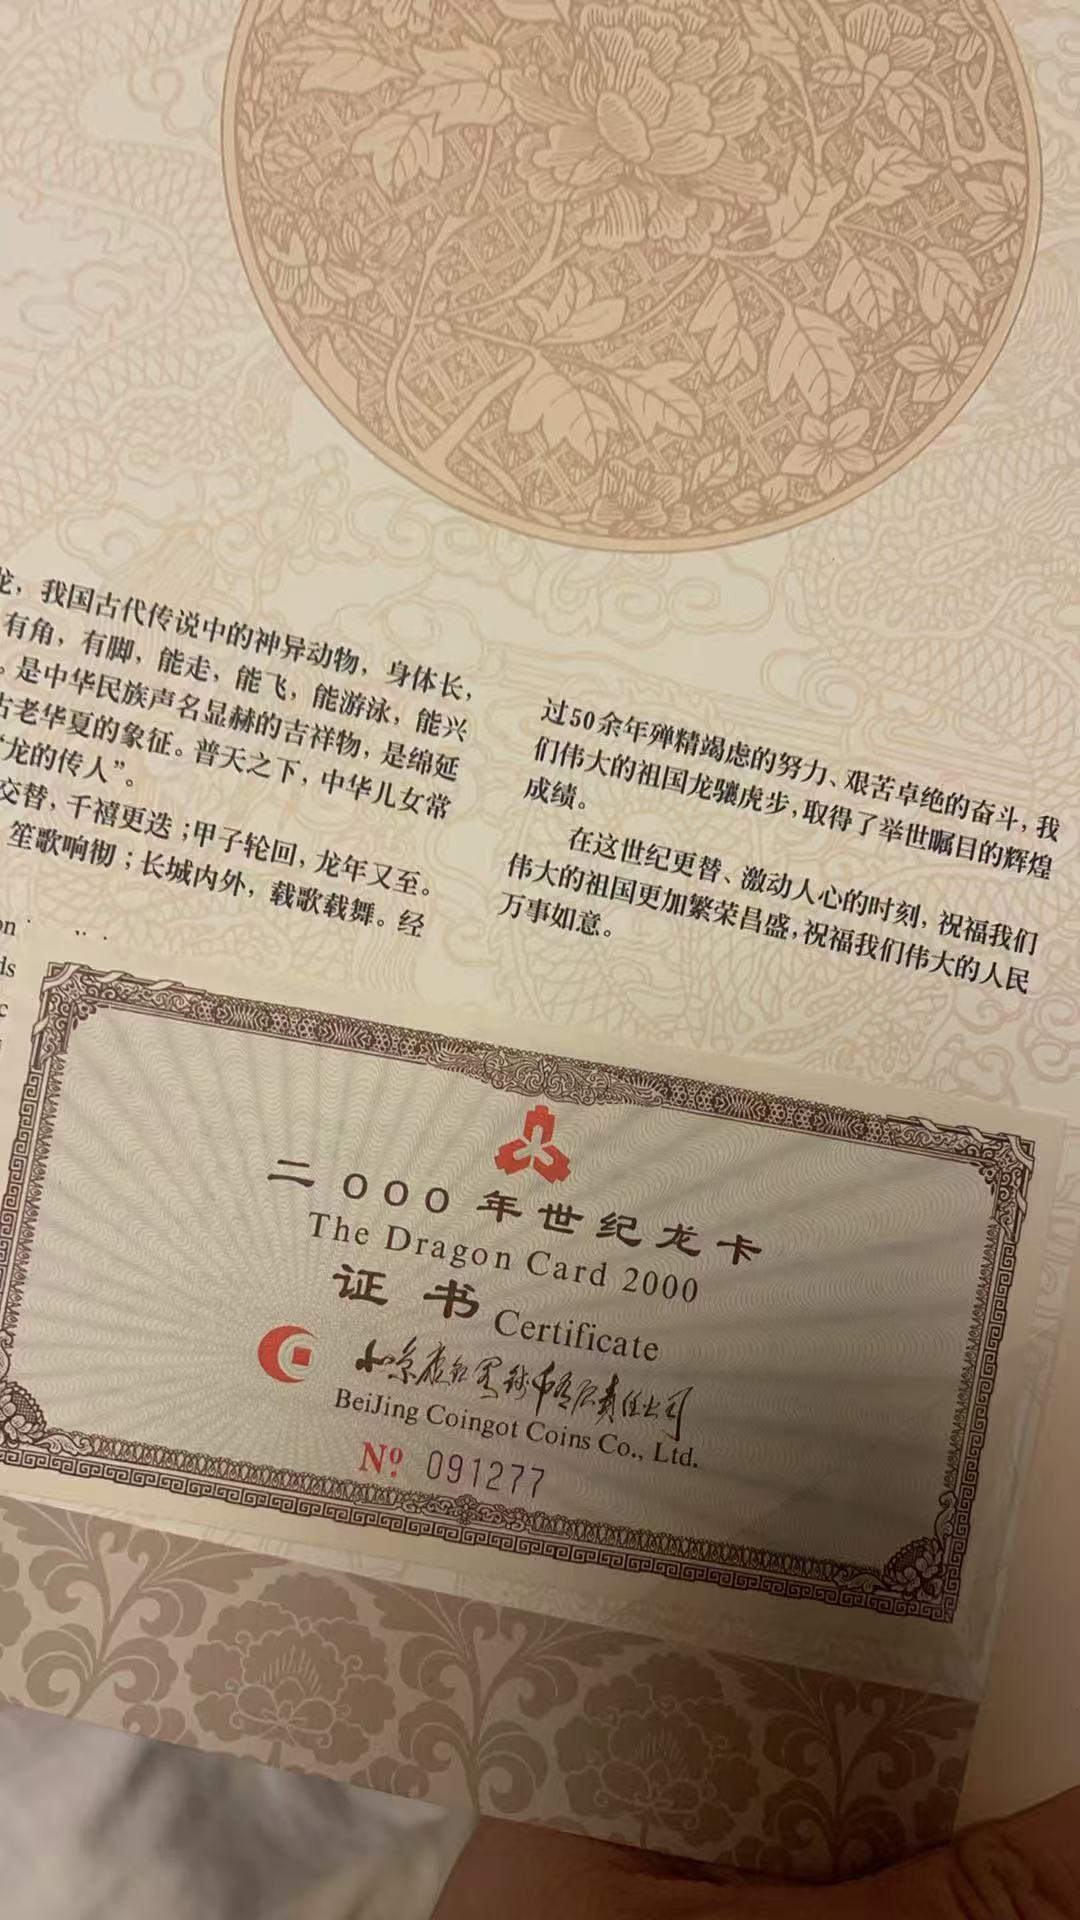 龙，我国古代传说中的神异动物，身体长，
有角，有脚，能走，能飞，能游泳，能兴
。是中华民族声名显赫的吉祥物，是绵延
古老华夏的象征。普天之下，中华儿女常
“龙的传人”。
交替，千禧更迭；甲子轮回，龙年又至。
笙歌响彻；长城内外，载歌载舞。经
过50余年殚精竭虑的努力、艰苦卓绝的奋斗，我
们伟大的祖国龙骧虎步，取得了举世瞩目的辉煌
成绩。
在这世纪更替、激动人心的时刻，祝福我们
伟大的祖国更加繁荣昌盛，祝福我们伟大的人民
万事如意。
on
ds
c
二000年世纪龙卡
The Dragon Card 2000
证书 Certificate
北京康银阁钱币有限责任公司
BeiJing Coingot Coins Co., Ltd.
Nº 091277